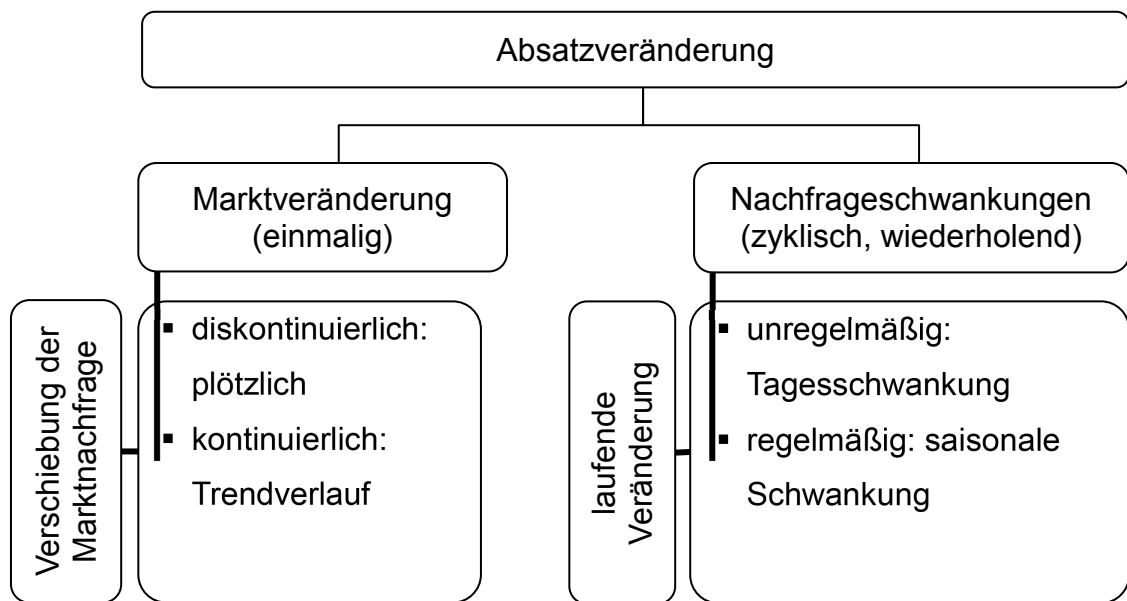 Absatzveränderung
Marktveränderung
(einmalig)
Nachfrageschwankungen
(zyklisch, wiederholend)
Verschiebung der
Marktnachfrage
▪ diskontinuierlich:
plötzlich
▪ kontinuierlich:
Trendverlauf
laufende
Veränderung
▪ unregelmäßig:
Tagesschwankung
▪ regelmäßig: saisonale
Schwankung